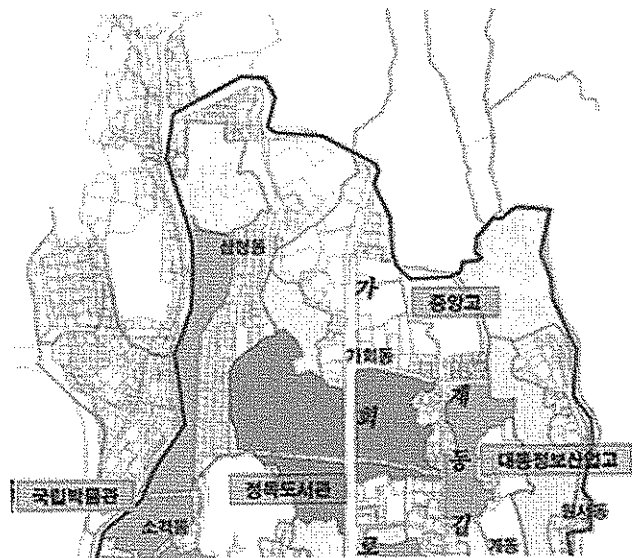 삼청동
가
중앙고
가회동
회
계
동
국립박물관
정독도서관
대동정보산업고
소격동
로
길
계동
원서동